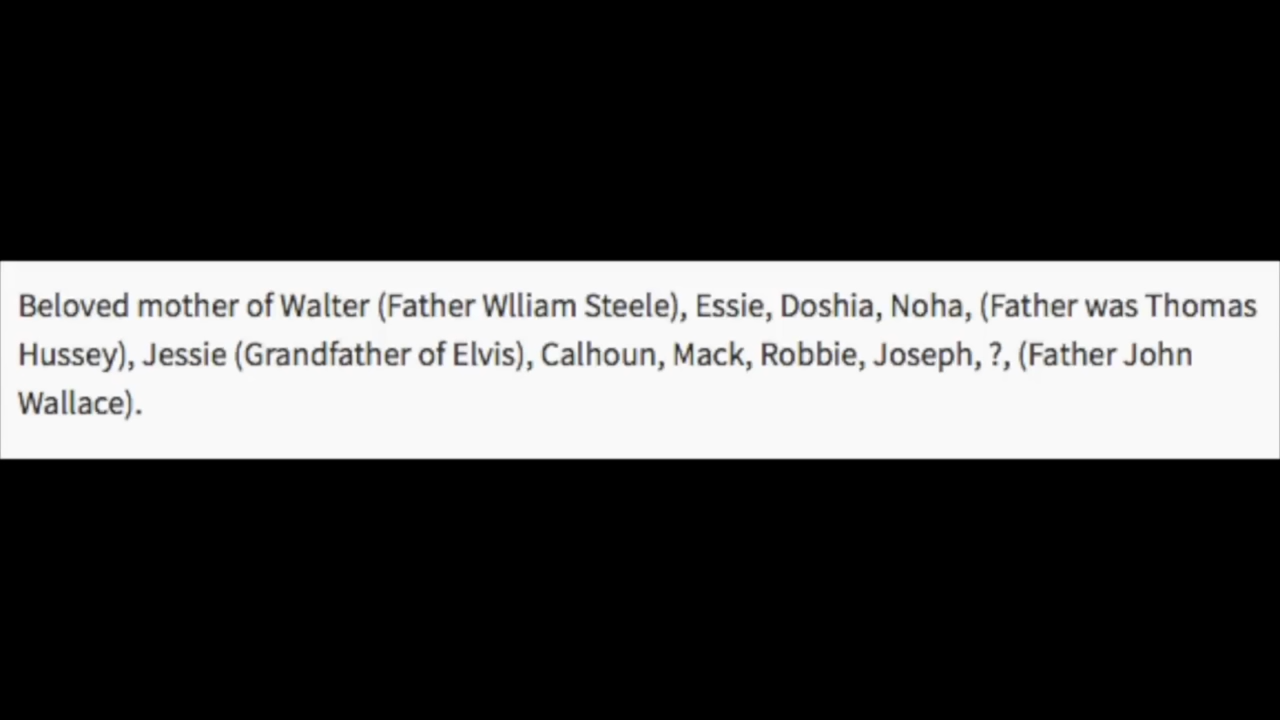 Beloved mother of Walter (Father Wlliam Steele), Essie, Doshia, Noha, (Father was Thomas
Hussey), Jessie (Grandfather of Elvis), Calhoun, Mack, Robbie, Joseph, ?, (Father John
Wallace).